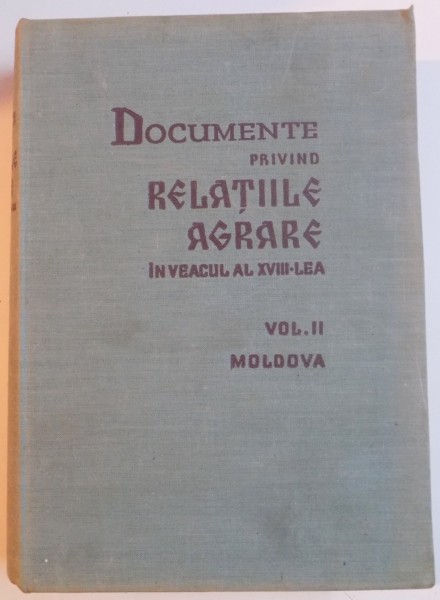 DOCUMENTE
PRIVIND
RELAȚIILE
AGRARE
ÎN VEACUL AL XVIII-LEA
VOL. II
MOLDOVA